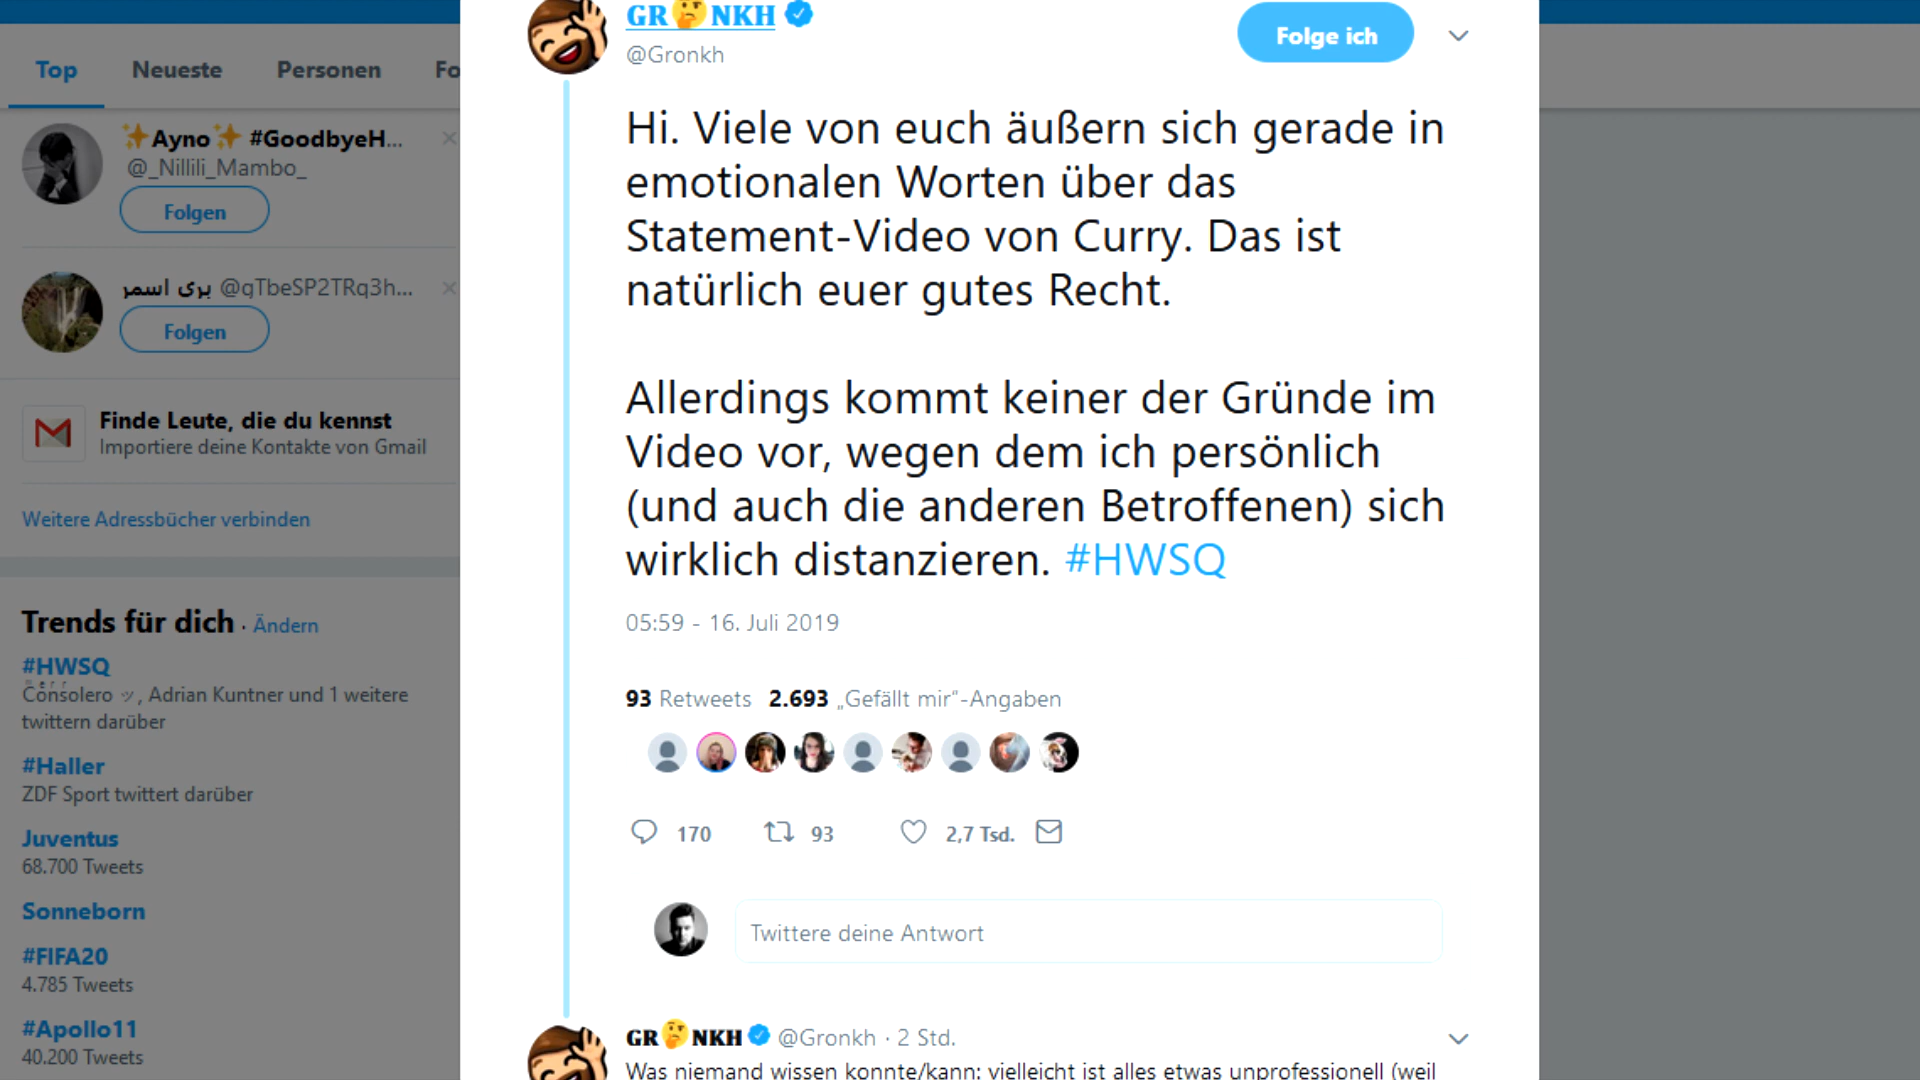 Top Neueste Personen Fo
✨Ayno✨ #GoodbyeH...
@_Nillili_Mambo_
Folgen
بری اسمر @qTbeSP2TRq3h...
Folgen
Finde Leute, die du kennst
Importiere deine Kontakte von Gmail
Weitere Adressbücher verbinden
Trends für dich · Ändern
#HWSQ
Consolero ッ, Adrian Kuntner und 1 weitere
twittern darüber
#Haller
ZDF Sport twittert darüber
Juventus
68.700 Tweets
Sonneborn
#FIFA20
4.785 Tweets
#Apollo11
40.200 Tweets
GR🤔NKH
@Gronkh
Folge ich
Hi. Viele von euch äußern sich gerade in
emotionalen Worten über das
Statement-Video von Curry. Das ist
natürlich euer gutes Recht.
Allerdings kommt keiner der Gründe im
Video vor, wegen dem ich persönlich
(und auch die anderen Betroffenen) sich
wirklich distanzieren. #HWSQ
05:59 - 16. Juli 2019
93 Retweets 2.693 „Gefällt mir“-Angaben
170 93 2,7 Tsd.
Twittere deine Antwort
GR🤔NKH @Gronkh · 2 Std.
Was niemand wissen konnte/kann: vielleicht ist alles etwas unprofessionell (weil